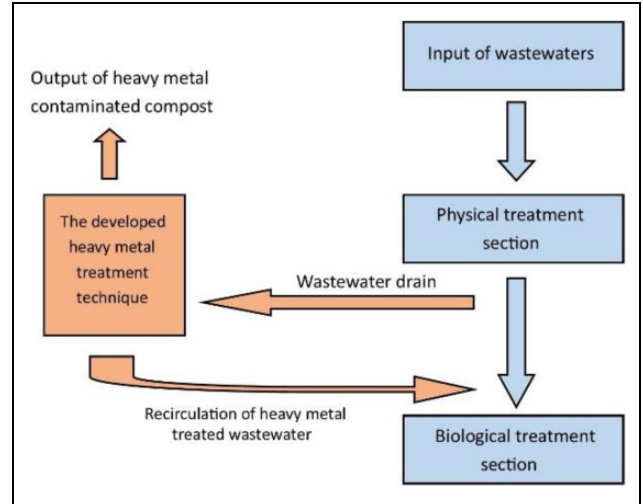 Input of wastewaters
Output of heavy metal
contaminated compost
The developed
heavy metal
treatment
technique
Physical treatment
section
Wastewater drain
Recirculation of heavy metal
treated wastewater
Biological treatment
section